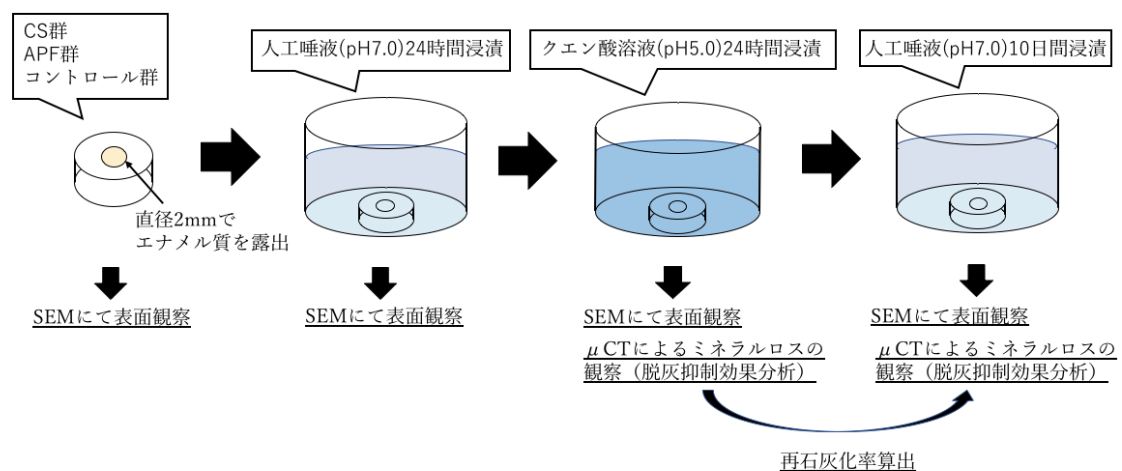 CS群
APF群
コントロール群
人工唾液(pH7.0)24時間浸漬
クエン酸溶液(pH5.0)24時間浸漬
人工唾液(pH7.0)10日間浸漬
直径2mmで
エナメル質を露出
SEMにて表面観察
SEMにて表面観察
SEMにて表面観察
μCTによるミネラルロスの
観察（脱灰抑制効果分析）
SEMにて表面観察
μCTによるミネラルロスの
観察（脱灰抑制効果分析）
再石灰化率算出